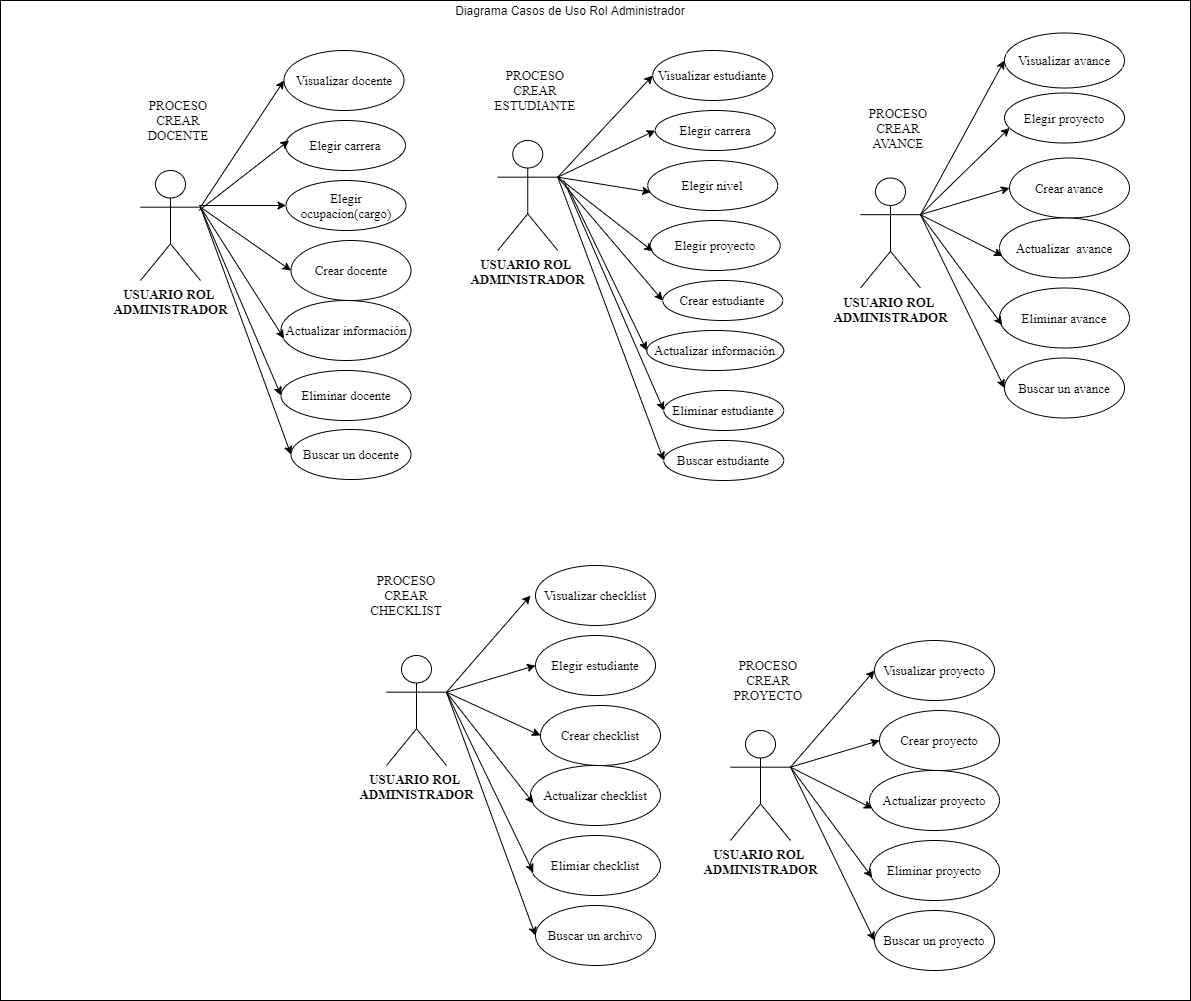 Diagrama Casos de Uso Rol Administrador
PROCESO
CREAR
DOCENTE
USUARIO ROL
ADMINISTRADOR
Visualizar docente
Elegir carrera
Elegir
ocupacion(cargo)
Crear docente
Actualizar información
Eliminar docente
Buscar un docente
PROCESO
CREAR
ESTUDIANTE
USUARIO ROL
ADMINISTRADOR
Visualizar estudiante
Elegir carrera
Elegir nivel
Elegir proyecto
Crear estudiante
Actualizar información
Eliminar estudiante
Buscar estudiante
PROCESO
CREAR
AVANCE
USUARIO ROL
ADMINISTRADOR
Visualizar avance
Elegir proyecto
Crear avance
Actualizar  avance
Eliminar avance
Buscar un avance
PROCESO
CREAR
CHECKLIST
USUARIO ROL
ADMINISTRADOR
Visualizar checklist
Elegir estudiante
Crear checklist
Actualizar checklist
Elimiar checklist
Buscar un archivo
PROCESO
CREAR
PROYECTO
USUARIO ROL
ADMINISTRADOR
Visualizar proyecto
Crear proyecto
Actualizar proyecto
Eliminar proyecto
Buscar un proyecto